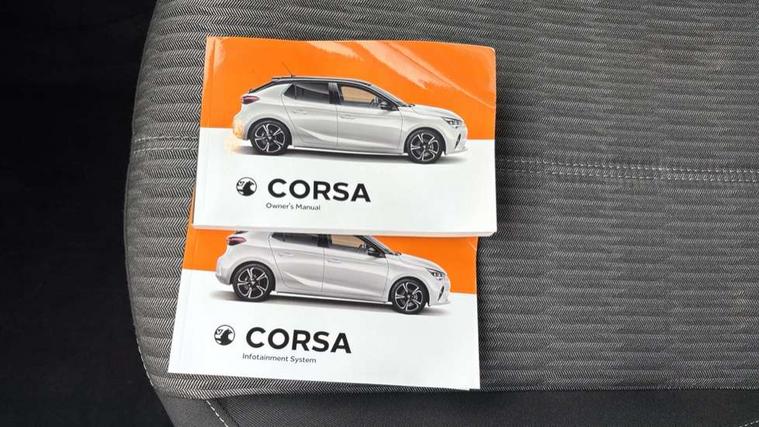 CORSA
Owner's Manual
CORSA
Infotainment System